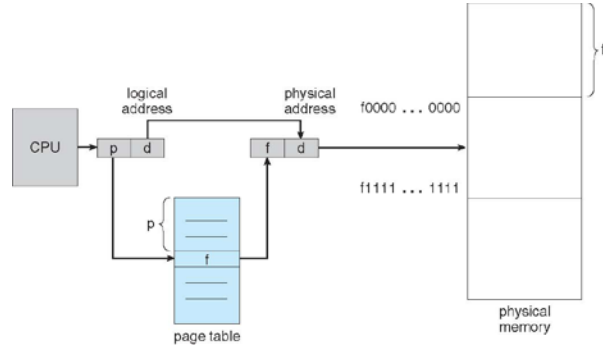 logical
address
physical
address
f0000 ... 0000
f
CPU
p
d
f
d
f1111 ... 1111
p
f
page table
physical
memory